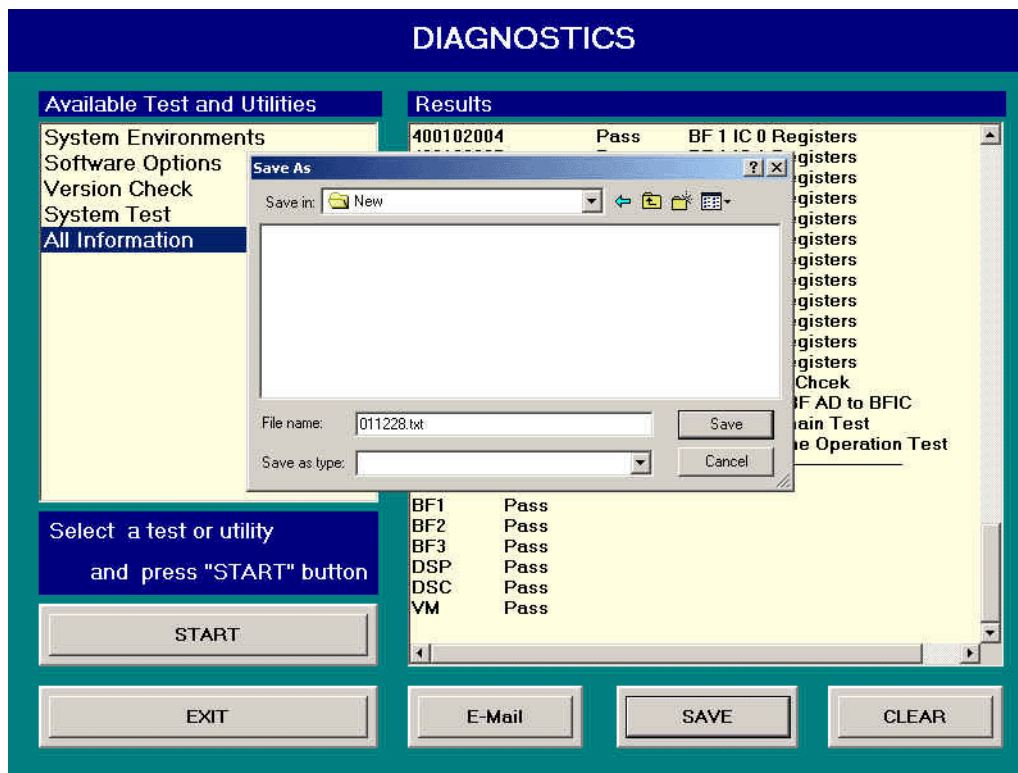 DIAGNOSTICS
Available Test and Utilities
System Environments
Software Options
Version Check
System Test
All Information
Select a test or utility
and press "START" button
START
EXIT
Results
400102004 Pass BF 1 IC 0 Registers
gisters
gisters
gisters
gisters
gisters
gisters
gisters
gisters
gisters
gisters
gisters
Chcek
BF AD to BFIC
ain Test
ne Operation Test
Save As
Save in: New
File name: 011228.txt
Save
Save as type:
Cancel
BF1 Pass
BF2 Pass
BF3 Pass
DSP Pass
DSC Pass
VM Pass
E-Mail
SAVE
CLEAR